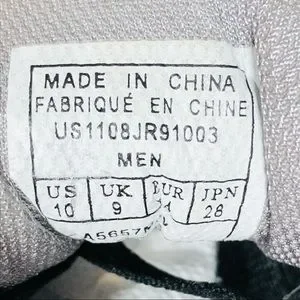 MADE IN CHINA
FABRIQUÉ EN CHINE
US1108JR91003
MEN
US UK EUR JPN
10 9 28